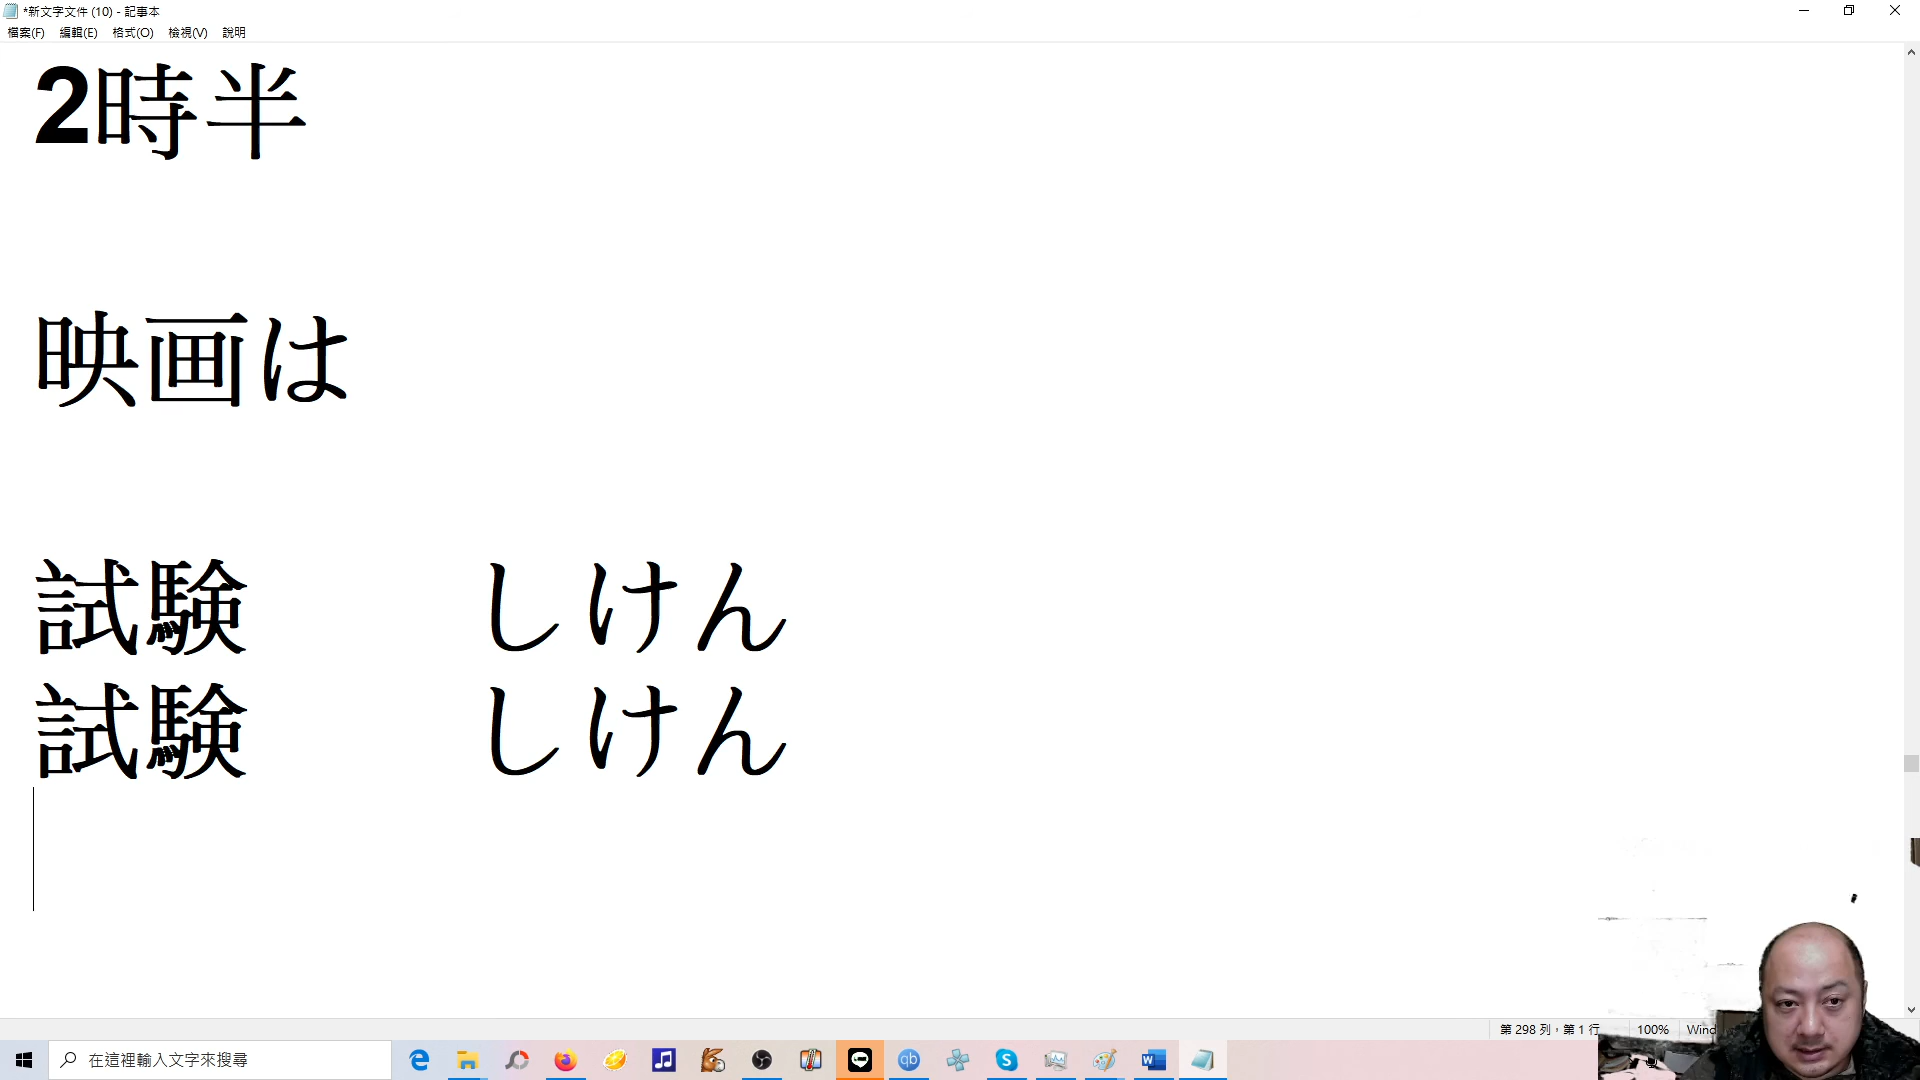 *新文字文件 (10) - 記事本
檔案(F) 編輯(E) 格式(O) 檢視(V) 說明
2時半
映画は
試験 しけん
試験 しけん
第 298 列，第 1 行 100% Wind
在這裡輸入文字來搜尋